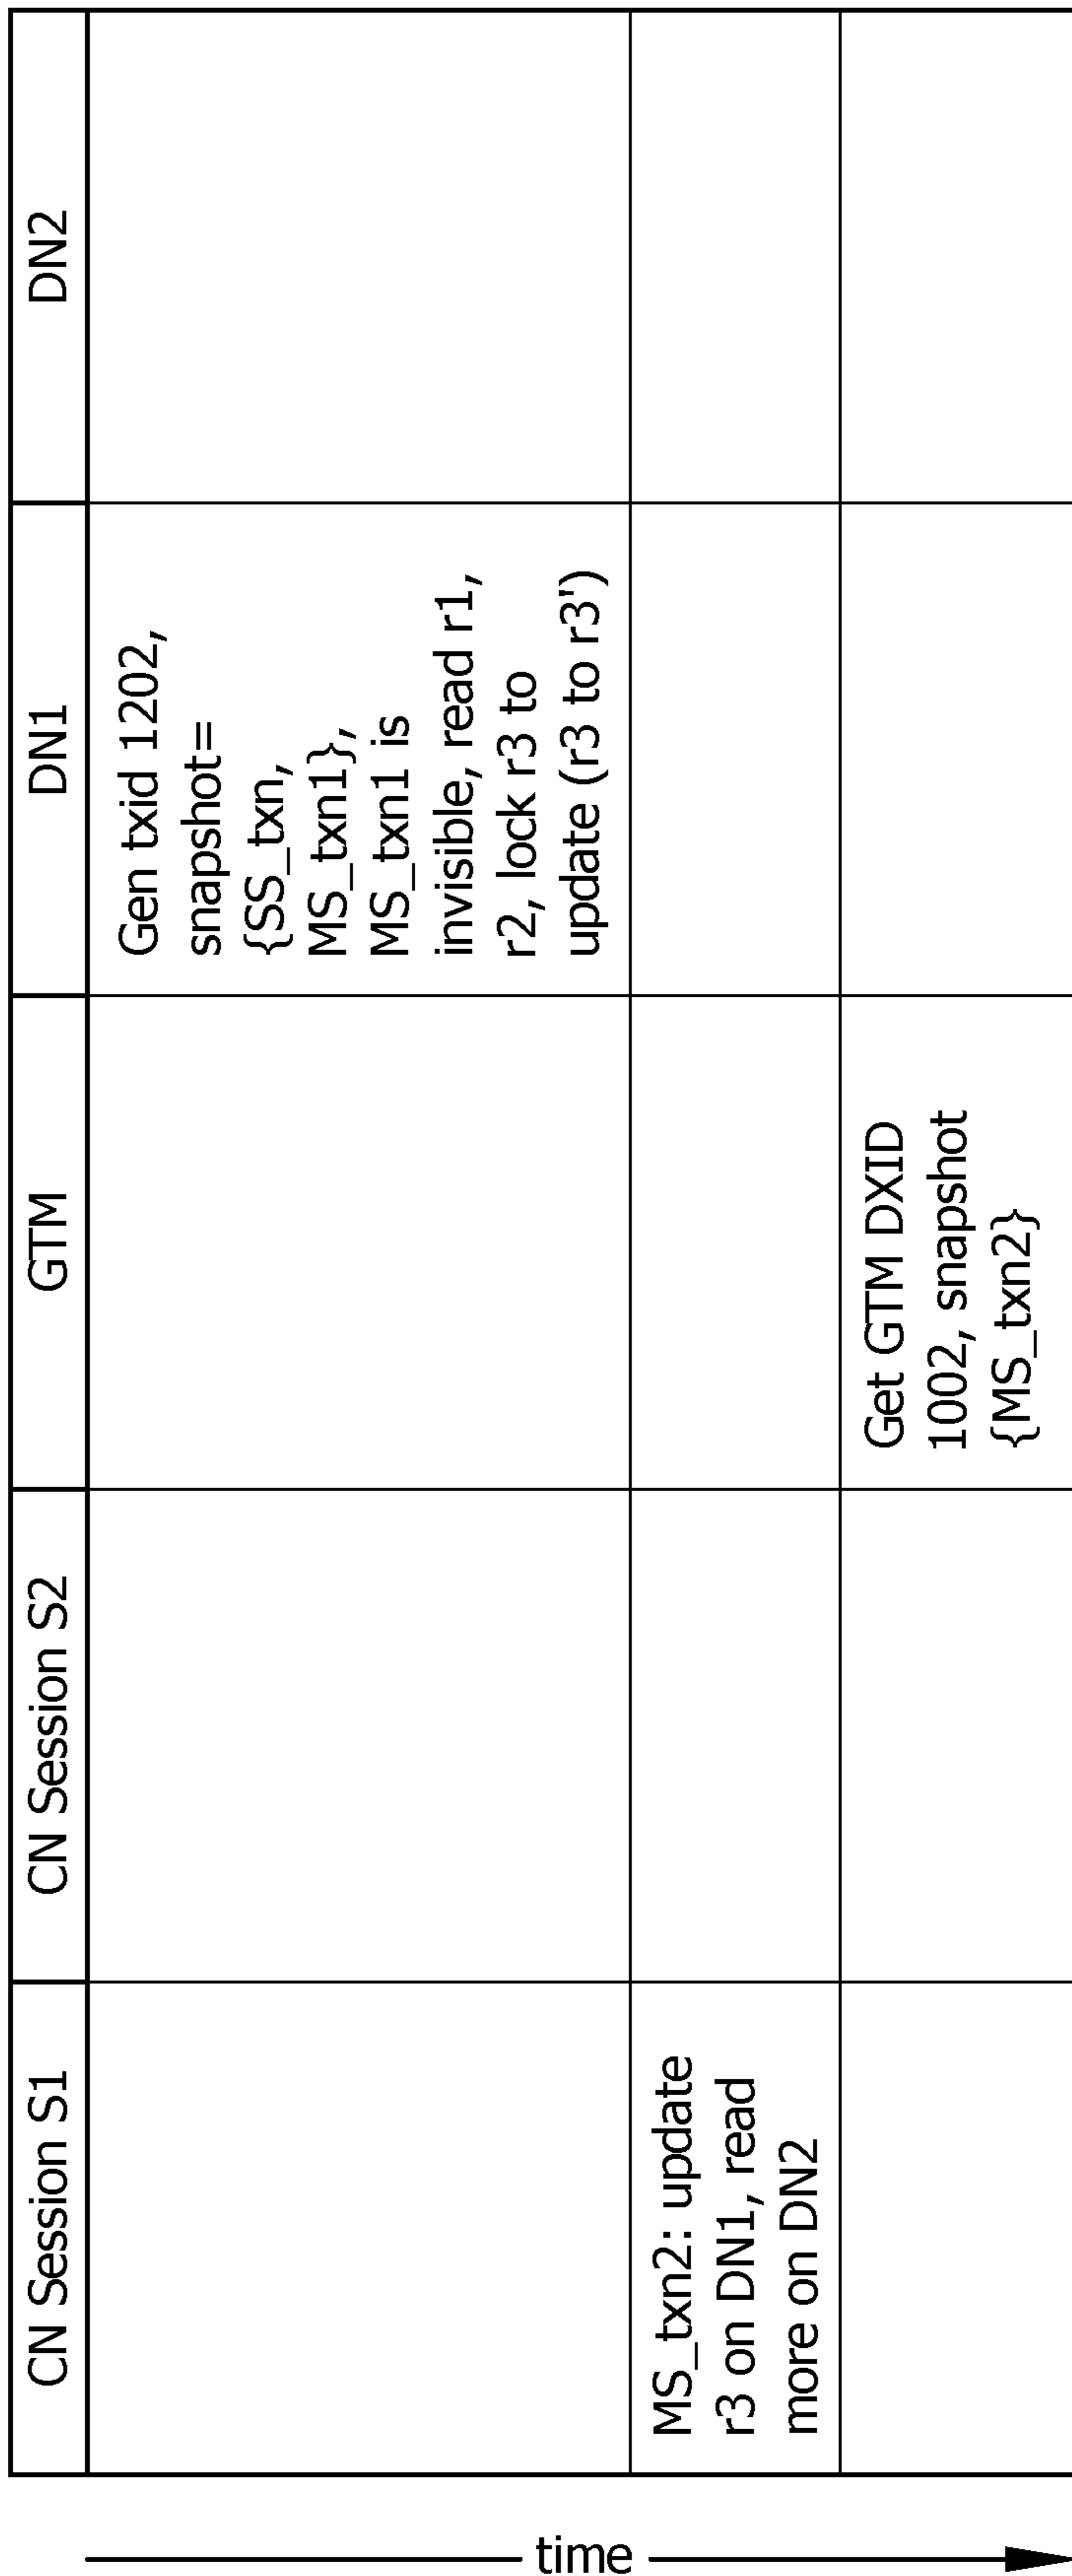 time
CN Session S1
CN Session S2
GTM
DN1
DN2
Gen txid 1202,
snapshot=
{SS_txn,
MS_txn1},
MS_txn1 is
invisible, read r1,
r2, lock r3 to
update (r3 to r3')
MS_txn2: update
r3 on DN1, read
more on DN2
Get GTM DXID
1002, snapshot
{MS_txn2}